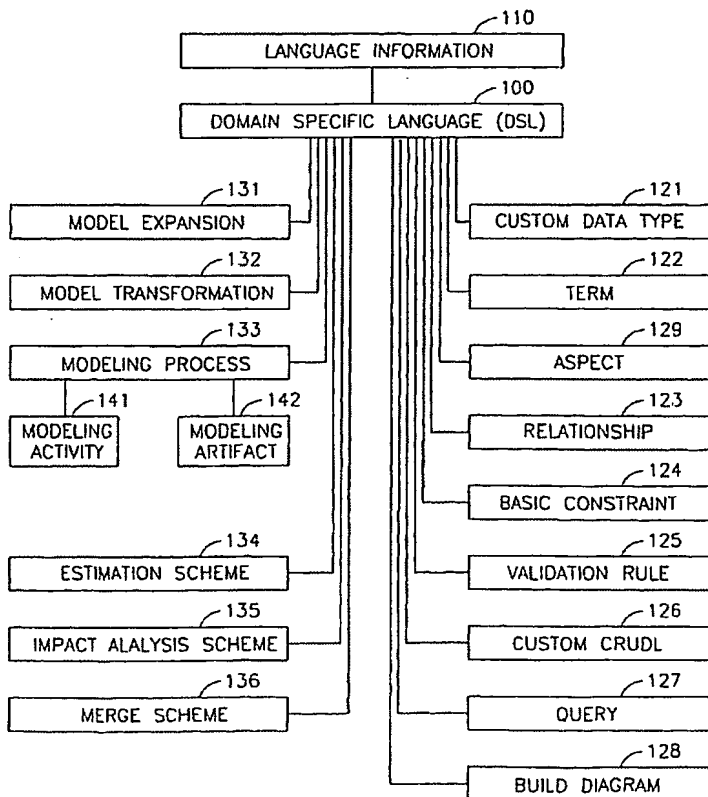 110
LANGUAGE INFORMATION
100
DOMAIN SPECIFIC LANGUAGE (DSL)
131
MODEL EXPANSION
132
MODEL TRANSFORMATION
133
MODELING PROCESS
141
MODELING
ACTIVITY
142
MODELING
ARTIFACT
134
ESTIMATION SCHEME
135
IMPACT ALALYSIS SCHEME
136
MERGE SCHEME
121
CUSTOM DATA TYPE
122
TERM
129
ASPECT
123
RELATIONSHIP
124
BASIC CONSTRAINT
125
VALIDATION RULE
126
CUSTOM CRUDL
127
QUERY
128
BUILD DIAGRAM